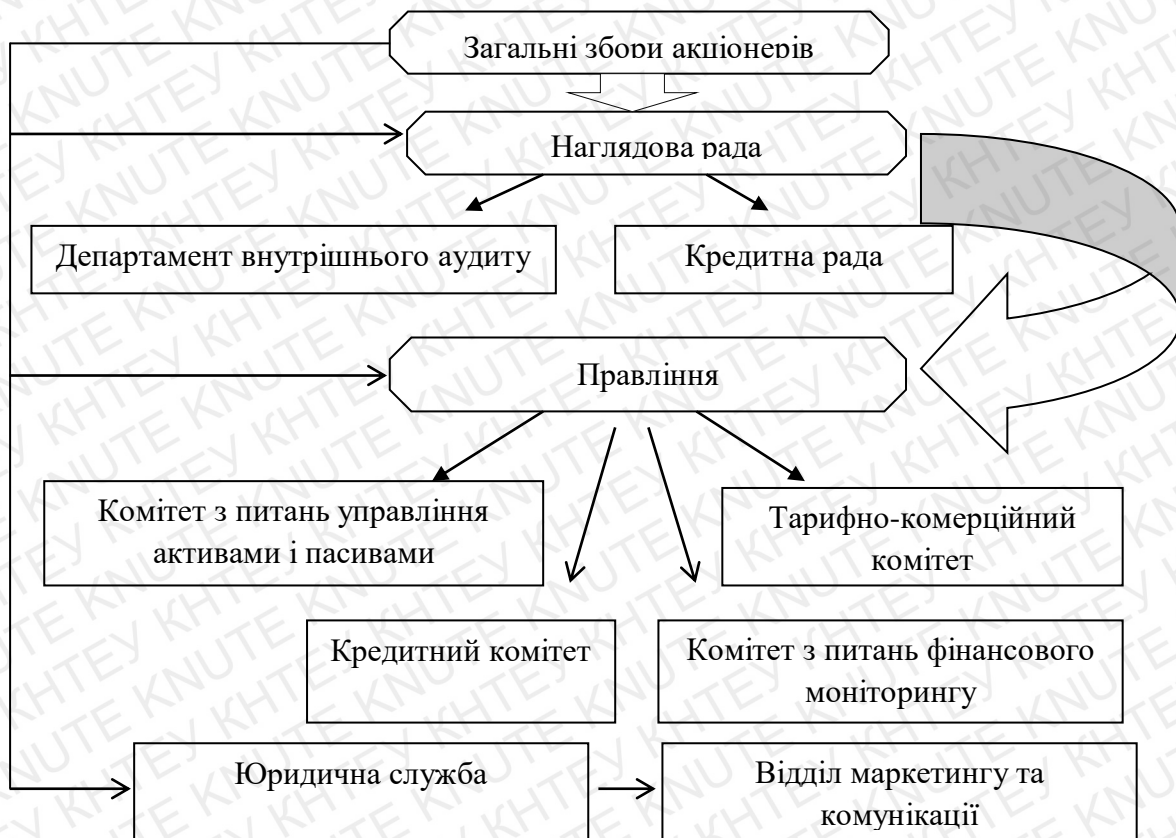 Загальні збори акціонерів
Наглядова рада
Департамент внутрішнього аудиту
Кредитна рада
Правління
Комітет з питань управління
активами і пасивами
Тарифно-комерційний
комітет
Кредитний комітет
Комітет з питань фінансового
моніторингу
Юридична служба
Відділ маркетингу та
комунікації